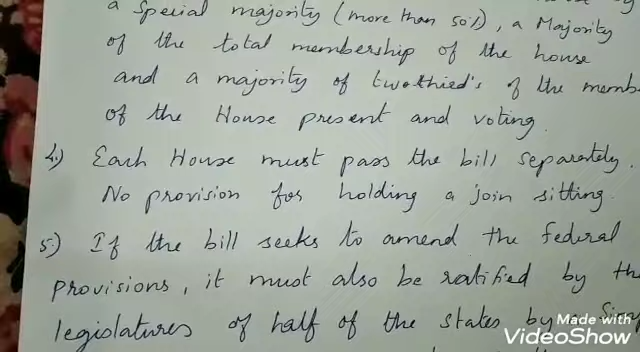 a special majority (more than 50%), a Majority
of the total membership of the house
and a majority of twothied's of the memb
of the House present and voting.
4.) Each House must pass the bill separately.
No provision for holding a join sitting.
5.) If the bill seeks to amend the federal
provisions, it must also be ratified by the
legislatures of half of the states by a Simp
Made with
VideoShow